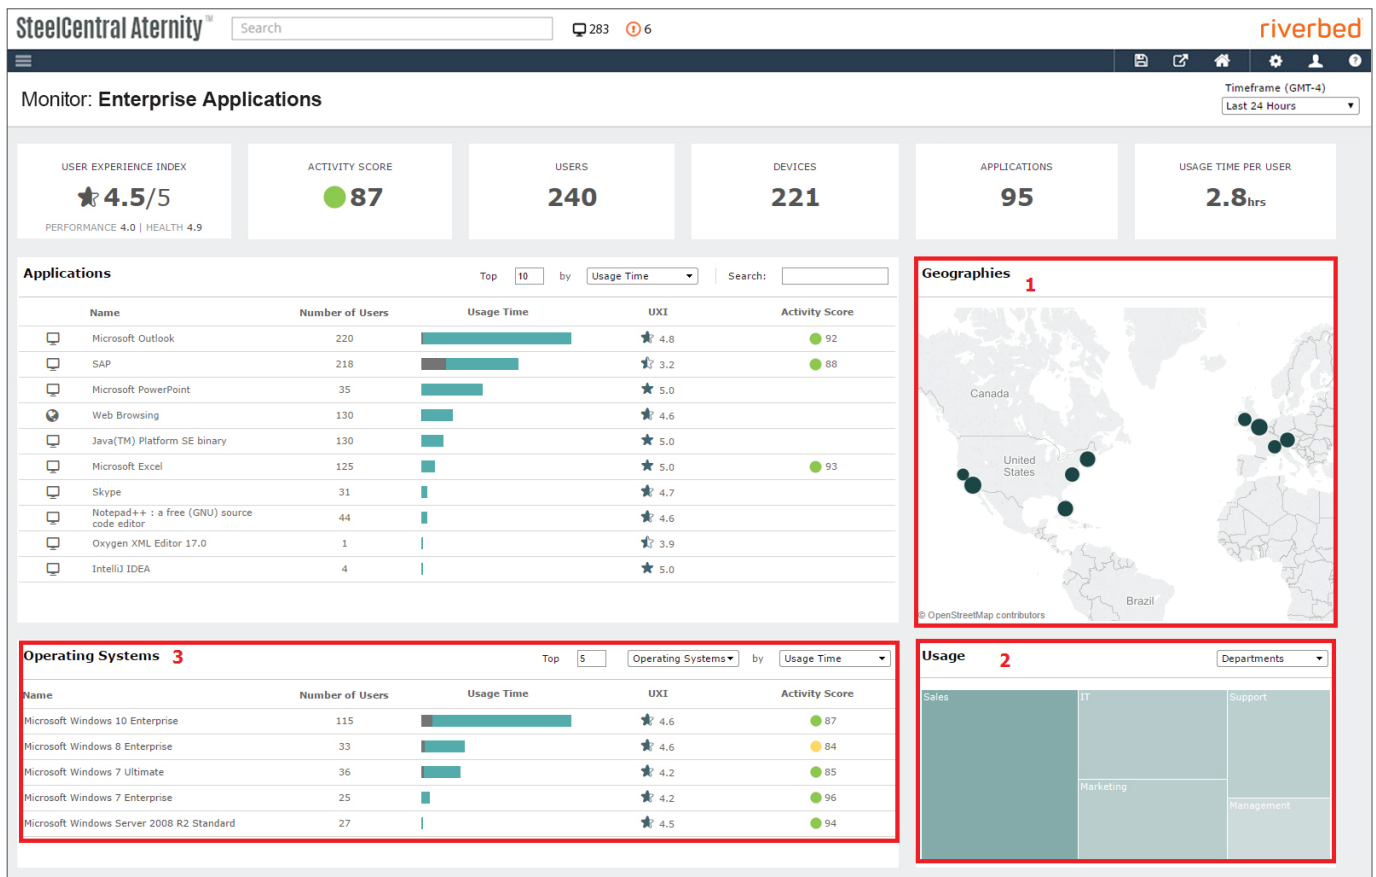 SteelCentral Aternity™ Search 283 6 riverbed
Monitor: Enterprise Applications
Timeframe (GMT-4)
Last 24 Hours
USER EXPERIENCE INDEX
4.5/5
PERFORMANCE 4.0 | HEALTH 4.9
ACTIVITY SCORE
87
USERS
240
DEVICES
221
APPLICATIONS
95
USAGE TIME PER USER
2.8hrs
Applications Top 10 by Usage Time Search:
Name Number of Users Usage Time UXI Activity Score
Microsoft Outlook 220 4.8 92
SAP 218 3.2 88
Microsoft PowerPoint 35 5.0
Web Browsing 130 4.6
Java(TM) Platform SE binary 130 5.0
Microsoft Excel 125 5.0 93
Skype 31 4.7
Notepad++ : a free (GNU) source
code editor 44 4.6
Oxygen XML Editor 17.0 1 3.9
IntelliJ IDEA 4 5.0
Geographies 1
Canada
United
States
Brazil
© OpenStreetMap contributors
Operating Systems 3 Top 5 Operating Systems by Usage Time
Name Number of Users Usage Time UXI Activity Score
Microsoft Windows 10 Enterprise 115 4.6 87
Microsoft Windows 8 Enterprise 33 4.6 84
Microsoft Windows 7 Ultimate 36 4.2 85
Microsoft Windows 7 Enterprise 25 4.2 96
Microsoft Windows Server 2008 R2 Standard 27 4.5 94
Usage 2 Departments
Sales IT Support
Marketing
Management